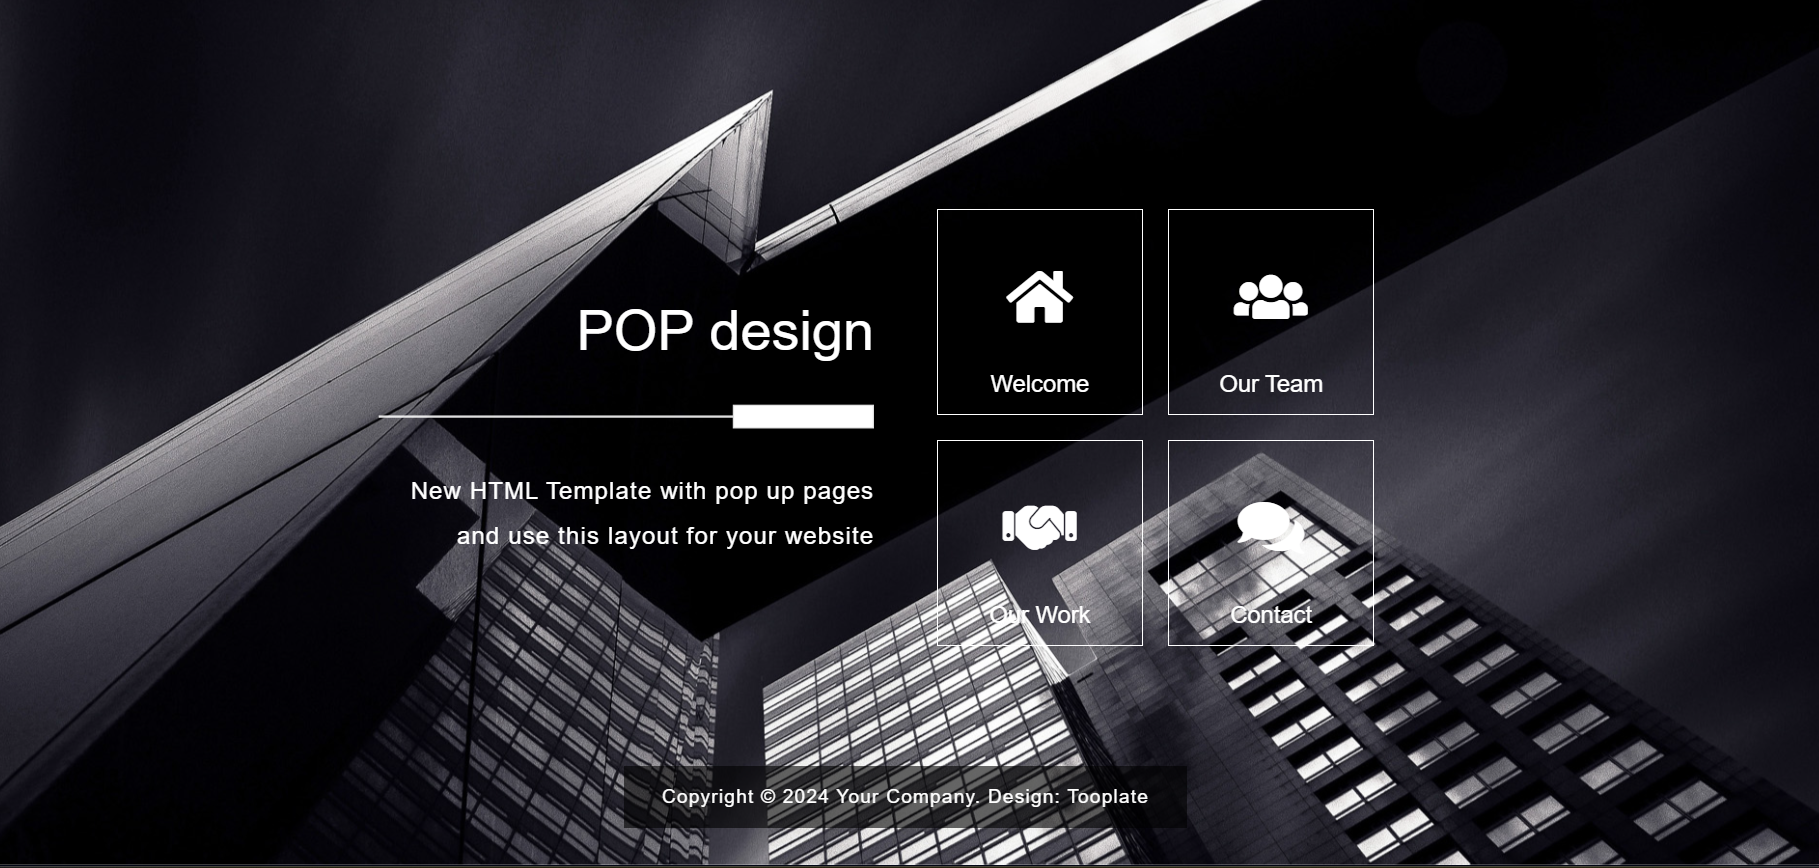 POP design
New HTML Template with pop up pages
and use this layout for your website
Welcome
Our Team
Our Work
Contact
Copyright © 2024 Your Company. Design: Tooplate